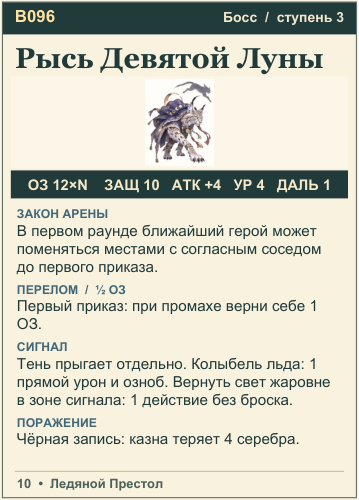 B096
Босс / ступень 3
Рысь Девятой Луны
ОЗ 12×N ЗАЩ 10 АТК +4 УР 4 ДАЛЬ 1
ЗАКОН АРЕНЫ
В первом раунде ближайший герой может
поменяться местами с согласным соседом
до первого приказа.
ПЕРЕЛОМ / ½ ОЗ
Первый приказ: при промахе верни себе 1
ОЗ.
СИГНАЛ
Тень прыгает отдельно. Колыбель льда: 1
прямой урон и озноб. Вернуть свет жаровне
в зоне сигнала: 1 действие без броска.
ПОРАЖЕНИЕ
Чёрная запись: казна теряет 4 серебра.
10 • Ледяной Престол